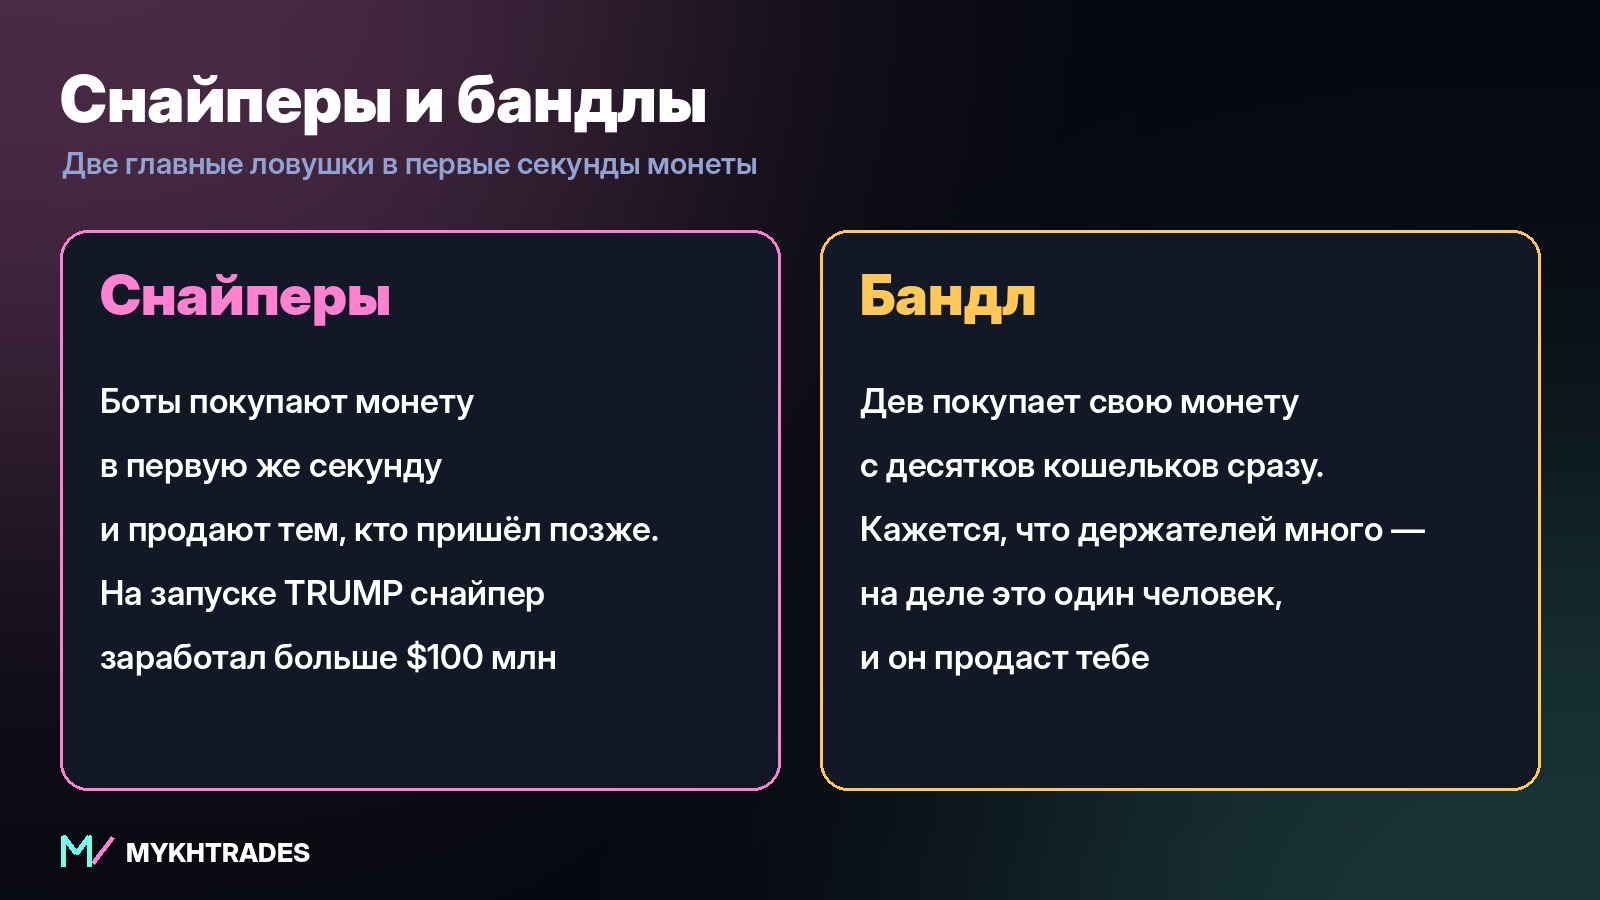 Снайперы и бандлы
Две главные ловушки в первые секунды монеты
Снайперы
Боты покупают монету
в первую же секунду
и продают тем, кто пришёл позже.
На запуске TRUMP снайпер
заработал больше $100 млн
Бандл
Дев покупает свою монету
с десятков кошельков сразу.
Кажется, что держателей много —
на деле это один человек,
и он продаст тебе
MYKHTRADES